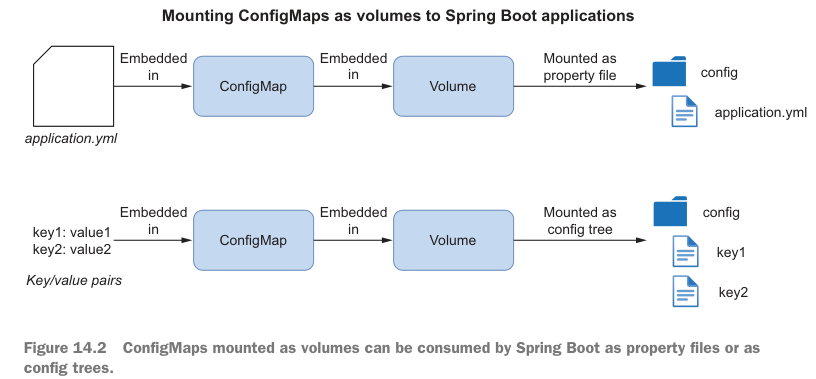 Mounting ConfigMaps as volumes to Spring Boot applications
Embedded
in
ConfigMap
Embedded
in
Volume
Mounted as
property file
config
application.yml
application.yml
key1: value1
key2: value2
Key/value pairs
Embedded
in
ConfigMap
Embedded
in
Volume
Mounted as
config tree
config
key1
key2
Figure 14.2 ConfigMaps mounted as volumes can be consumed by Spring Boot as property files or as
config trees.